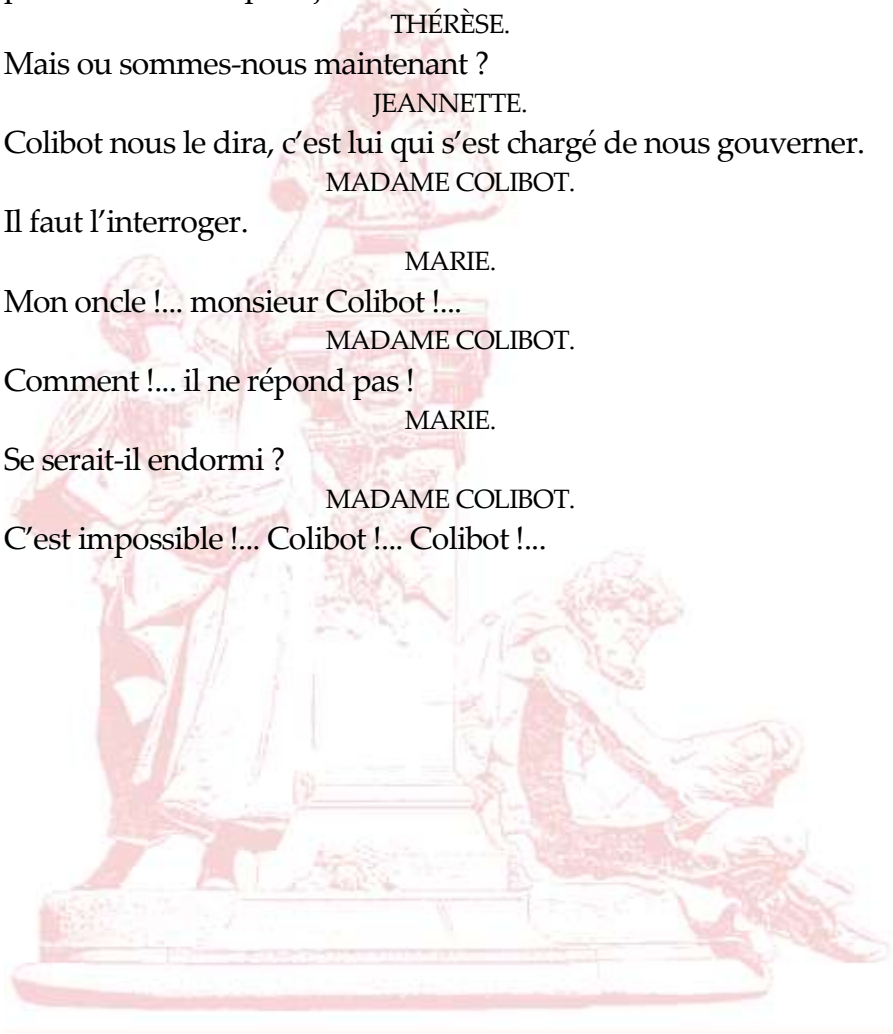 THÉRÈSE.
Mais ou sommes-nous maintenant ?
JEANNETTE.
Colibot nous le dira, c’est lui qui s’est chargé de nous gouverner.
MADAME COLIBOT.
Il faut l’interroger.
MARIE.
Mon oncle !... monsieur Colibot !...
MADAME COLIBOT.
Comment !... il ne répond pas !
MARIE.
Se serait-il endormi ?
MADAME COLIBOT.
C’est impossible !... Colibot !... Colibot !...